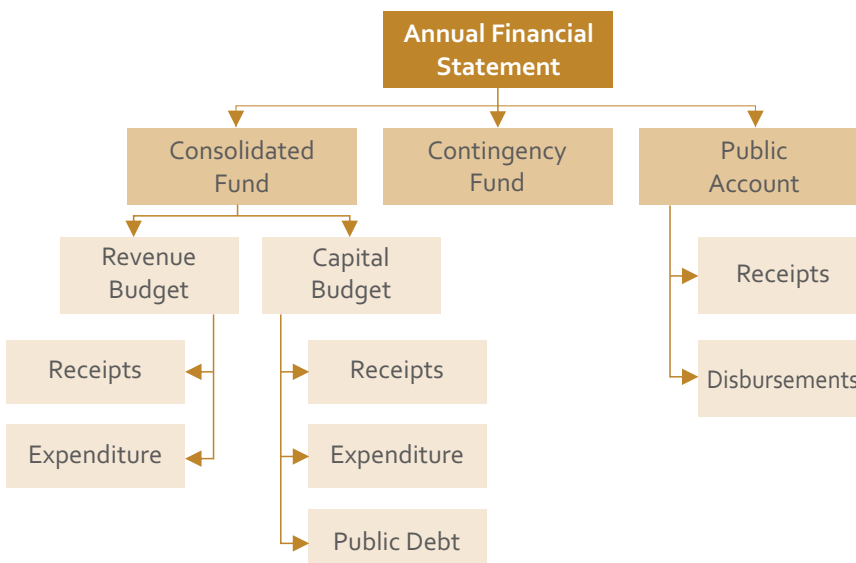 Annual Financial
Statement
Consolidated
Fund
Contingency
Fund
Public
Account
Revenue
Budget
Capital
Budget
Receipts
Receipts
Receipts
Disbursements
Expenditure
Expenditure
Public Debt